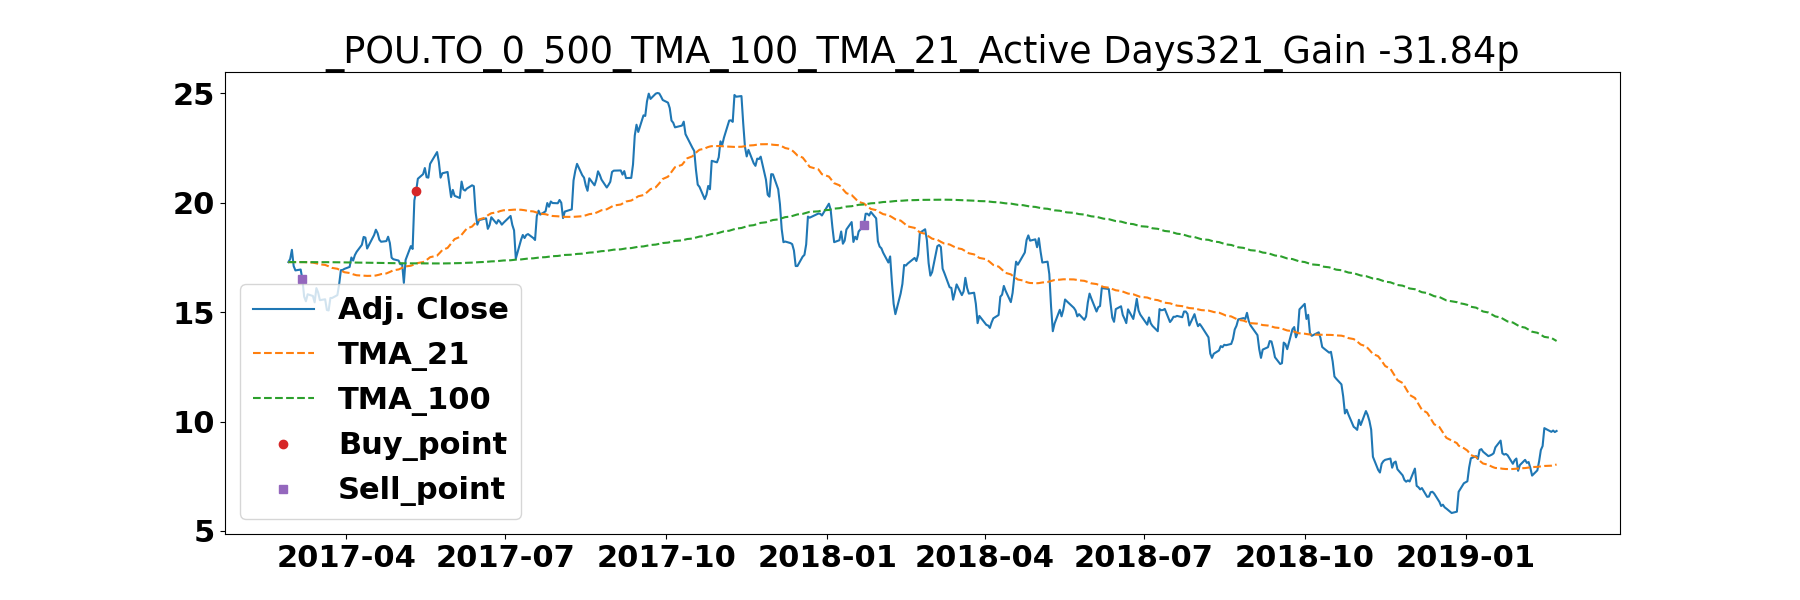 _POU.TO_0_500_TMA_100_TMA_21_Active Days321_Gain -31.84p
25
20
15
10
5
Adj. Close
TMA_21
TMA_100
Buy_point
Sell_point
2017-04 2017-07 2017-10 2018-01 2018-04 2018-07 2018-10 2019-01